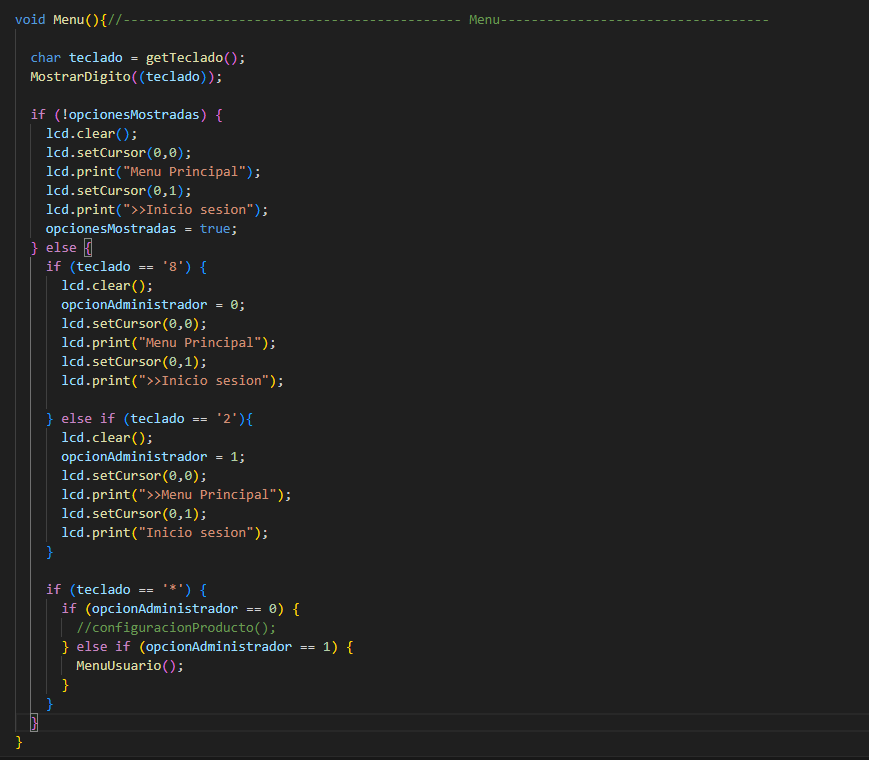 void Menu(){//-------------------------------------------- Menu-----------------------------------
char teclado = getTeclado();
MostrarDigito((teclado));
if (!opcionesMostradas) {
lcd.clear();
lcd.setCursor(0,0);
lcd.print("Menu Principal");
lcd.setCursor(0,1);
lcd.print(">>Inicio sesion");
opcionesMostradas = true;
} else {
if (teclado == '8') {
lcd.clear();
opcionAdministrador = 0;
lcd.setCursor(0,0);
lcd.print("Menu Principal");
lcd.setCursor(0,1);
lcd.print(">>Inicio sesion");
} else if (teclado == '2'){
lcd.clear();
opcionAdministrador = 1;
lcd.setCursor(0,0);
lcd.print(">>Menu Principal");
lcd.setCursor(0,1);
lcd.print("Inicio sesion");
}
if (teclado == '*') {
if (opcionAdministrador == 0) {
//configuracionProducto();
} else if (opcionAdministrador == 1) {
MenuUsuario();
}
}
}
}